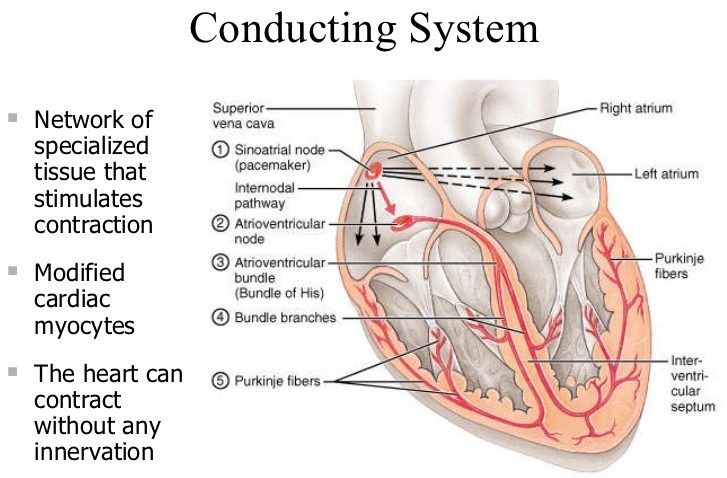 Conducting System
▪ Network of
specialized
tissue that
stimulates
contraction
▪ Modified
cardiac
myocytes
▪ The heart can
contract
without any
innervation
Superior
vena cava
① Sinoatrial node
(pacemaker)
Internodal
pathway
② Atrioventricular
node
③ Atrioventricular
bundle
(Bundle of His)
④ Bundle branches
⑤ Purkinje fibers
Right atrium
Left atrium
Purkinje
fibers
Inter-
ventri-
cular
septum